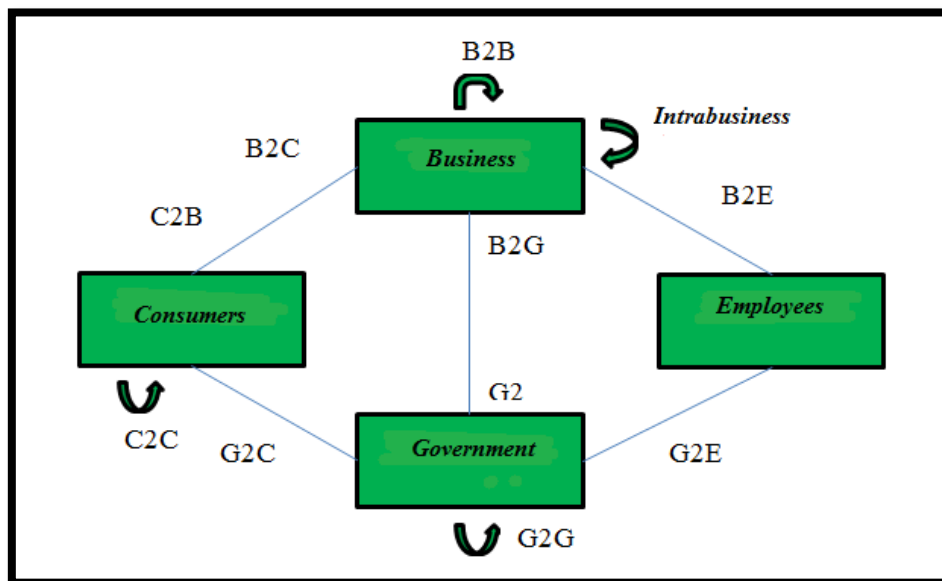 B2B
Intrabusiness
B2C
Business
B2E
C2B
B2G
Consumers
Employees
G2
C2C
G2C
Government
G2E
G2G